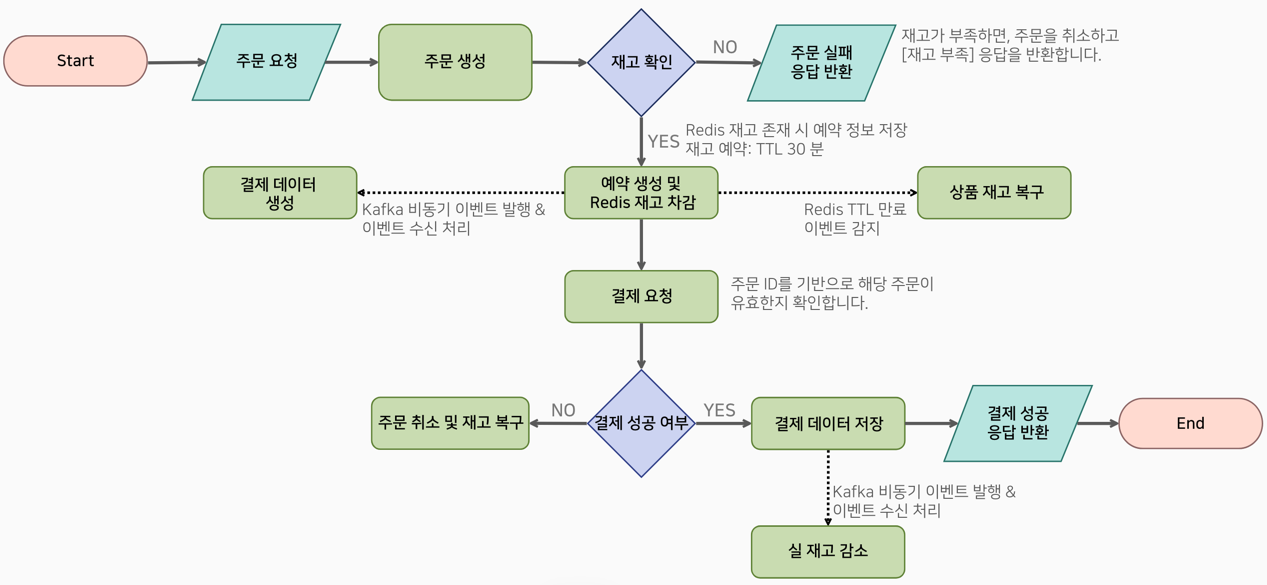 Start
주문 요청
주문 생성
재고 확인
NO
주문 실패
응답 반환
재고가 부족하면, 주문을 취소하고
[재고 부족] 응답을 반환합니다.
YES
Redis 재고 존재 시 예약 정보 저장
재고 예약: TTL 30 분
결제 데이터
생성
Kafka 비동기 이벤트 발행 &
이벤트 수신 처리
예약 생성 및
Redis 재고 차감
Redis TTL 만료
이벤트 감지
상품 재고 복구
결제 요청
주문 ID를 기반으로 해당 주문이
유효한지 확인합니다.
주문 취소 및 재고 복구
NO
결제 성공 여부
YES
결제 데이터 저장
결제 성공
응답 반환
End
Kafka 비동기 이벤트 발행 &
이벤트 수신 처리
실 재고 감소